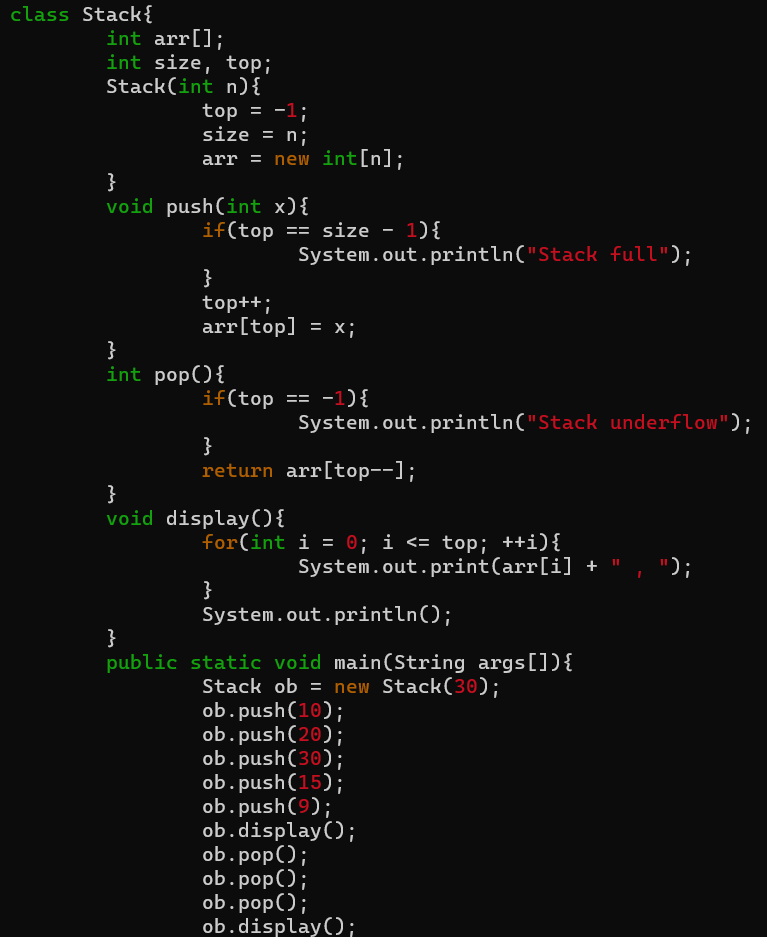 class Stack{
        int arr[];
        int size, top;
        Stack(int n){
                top = -1;
                size = n;
                arr = new int[n];
        }
        void push(int x){
                if(top == size - 1){
                        System.out.println("Stack full");
                }
                top++;
                arr[top] = x;
        }
        int pop(){
                if(top == -1){
                        System.out.println("Stack underflow");
                }
                return arr[top--];
        }
        void display(){
                for(int i = 0; i <= top; ++i){
                        System.out.print(arr[i] + " , ");
                }
                System.out.println();
        }
        public static void main(String args[]){
                Stack ob = new Stack(30);
                ob.push(10);
                ob.push(20);
                ob.push(30);
                ob.push(15);
                ob.push(9);
                ob.display();
                ob.pop();
                ob.pop();
                ob.pop();
                ob.display();